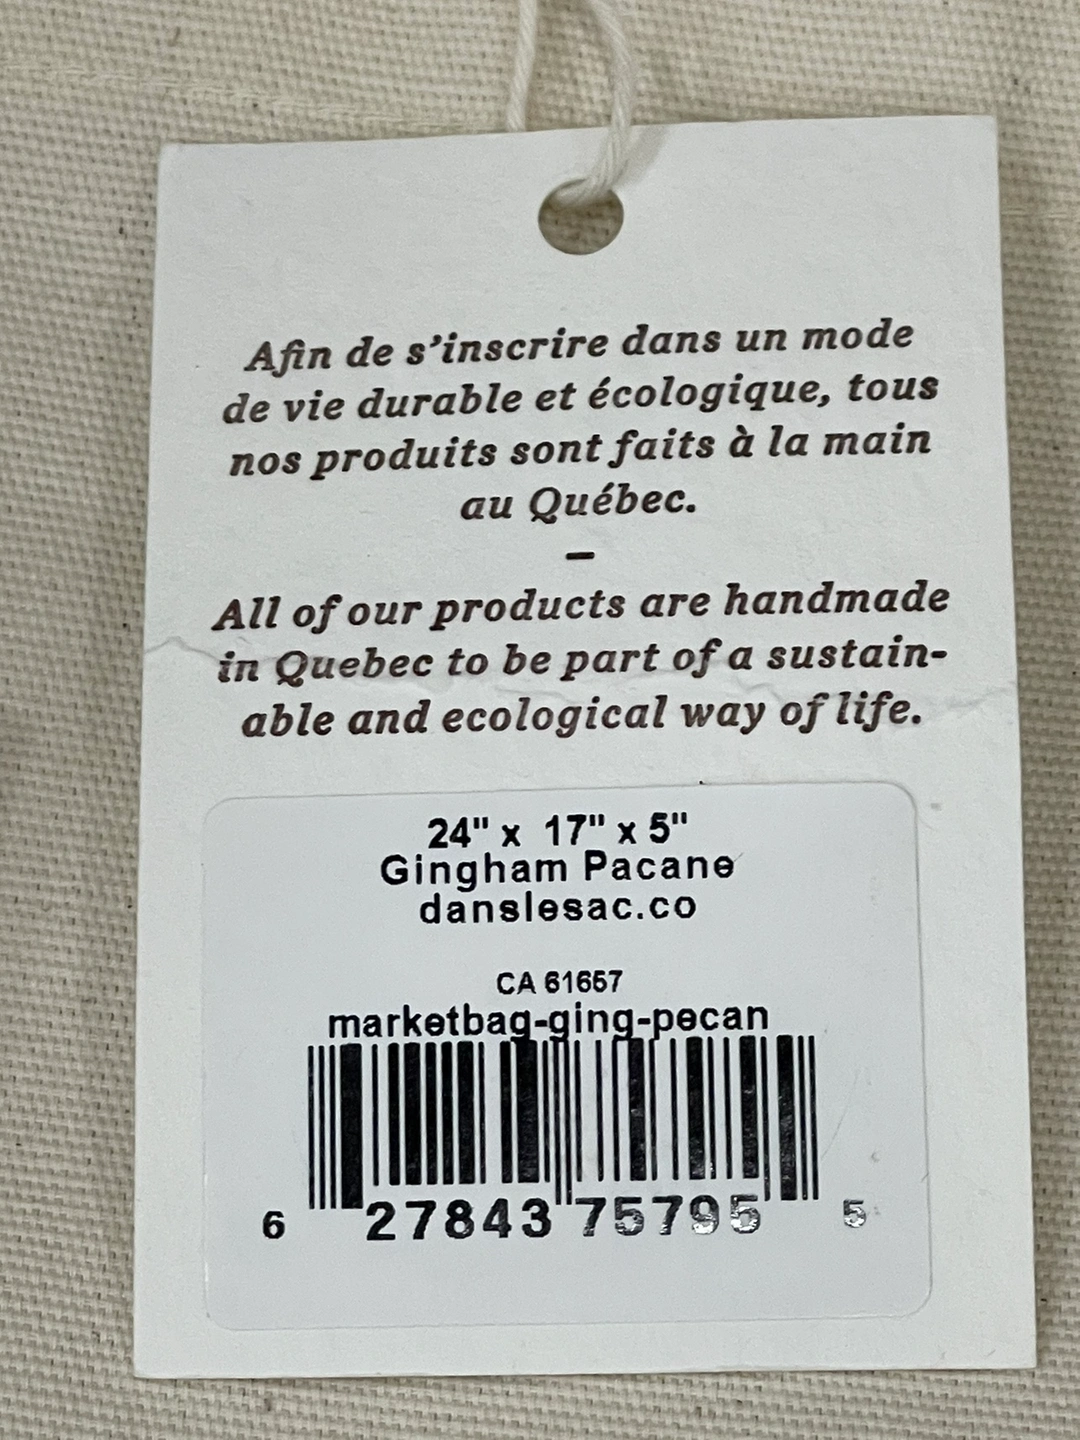 Afin de s'inscrire dans un mode
de vie durable et écologique, tous
nos produits sont faits à la main
au Québec.
–
All of our products are handmade
in Quebec to be part of a sustain-
able and ecological way of life.
24" x 17" x 5"
Gingham Pacane
danslesac.co
CA 61657
marketbag-ging-pecan
6 27843 75795 5